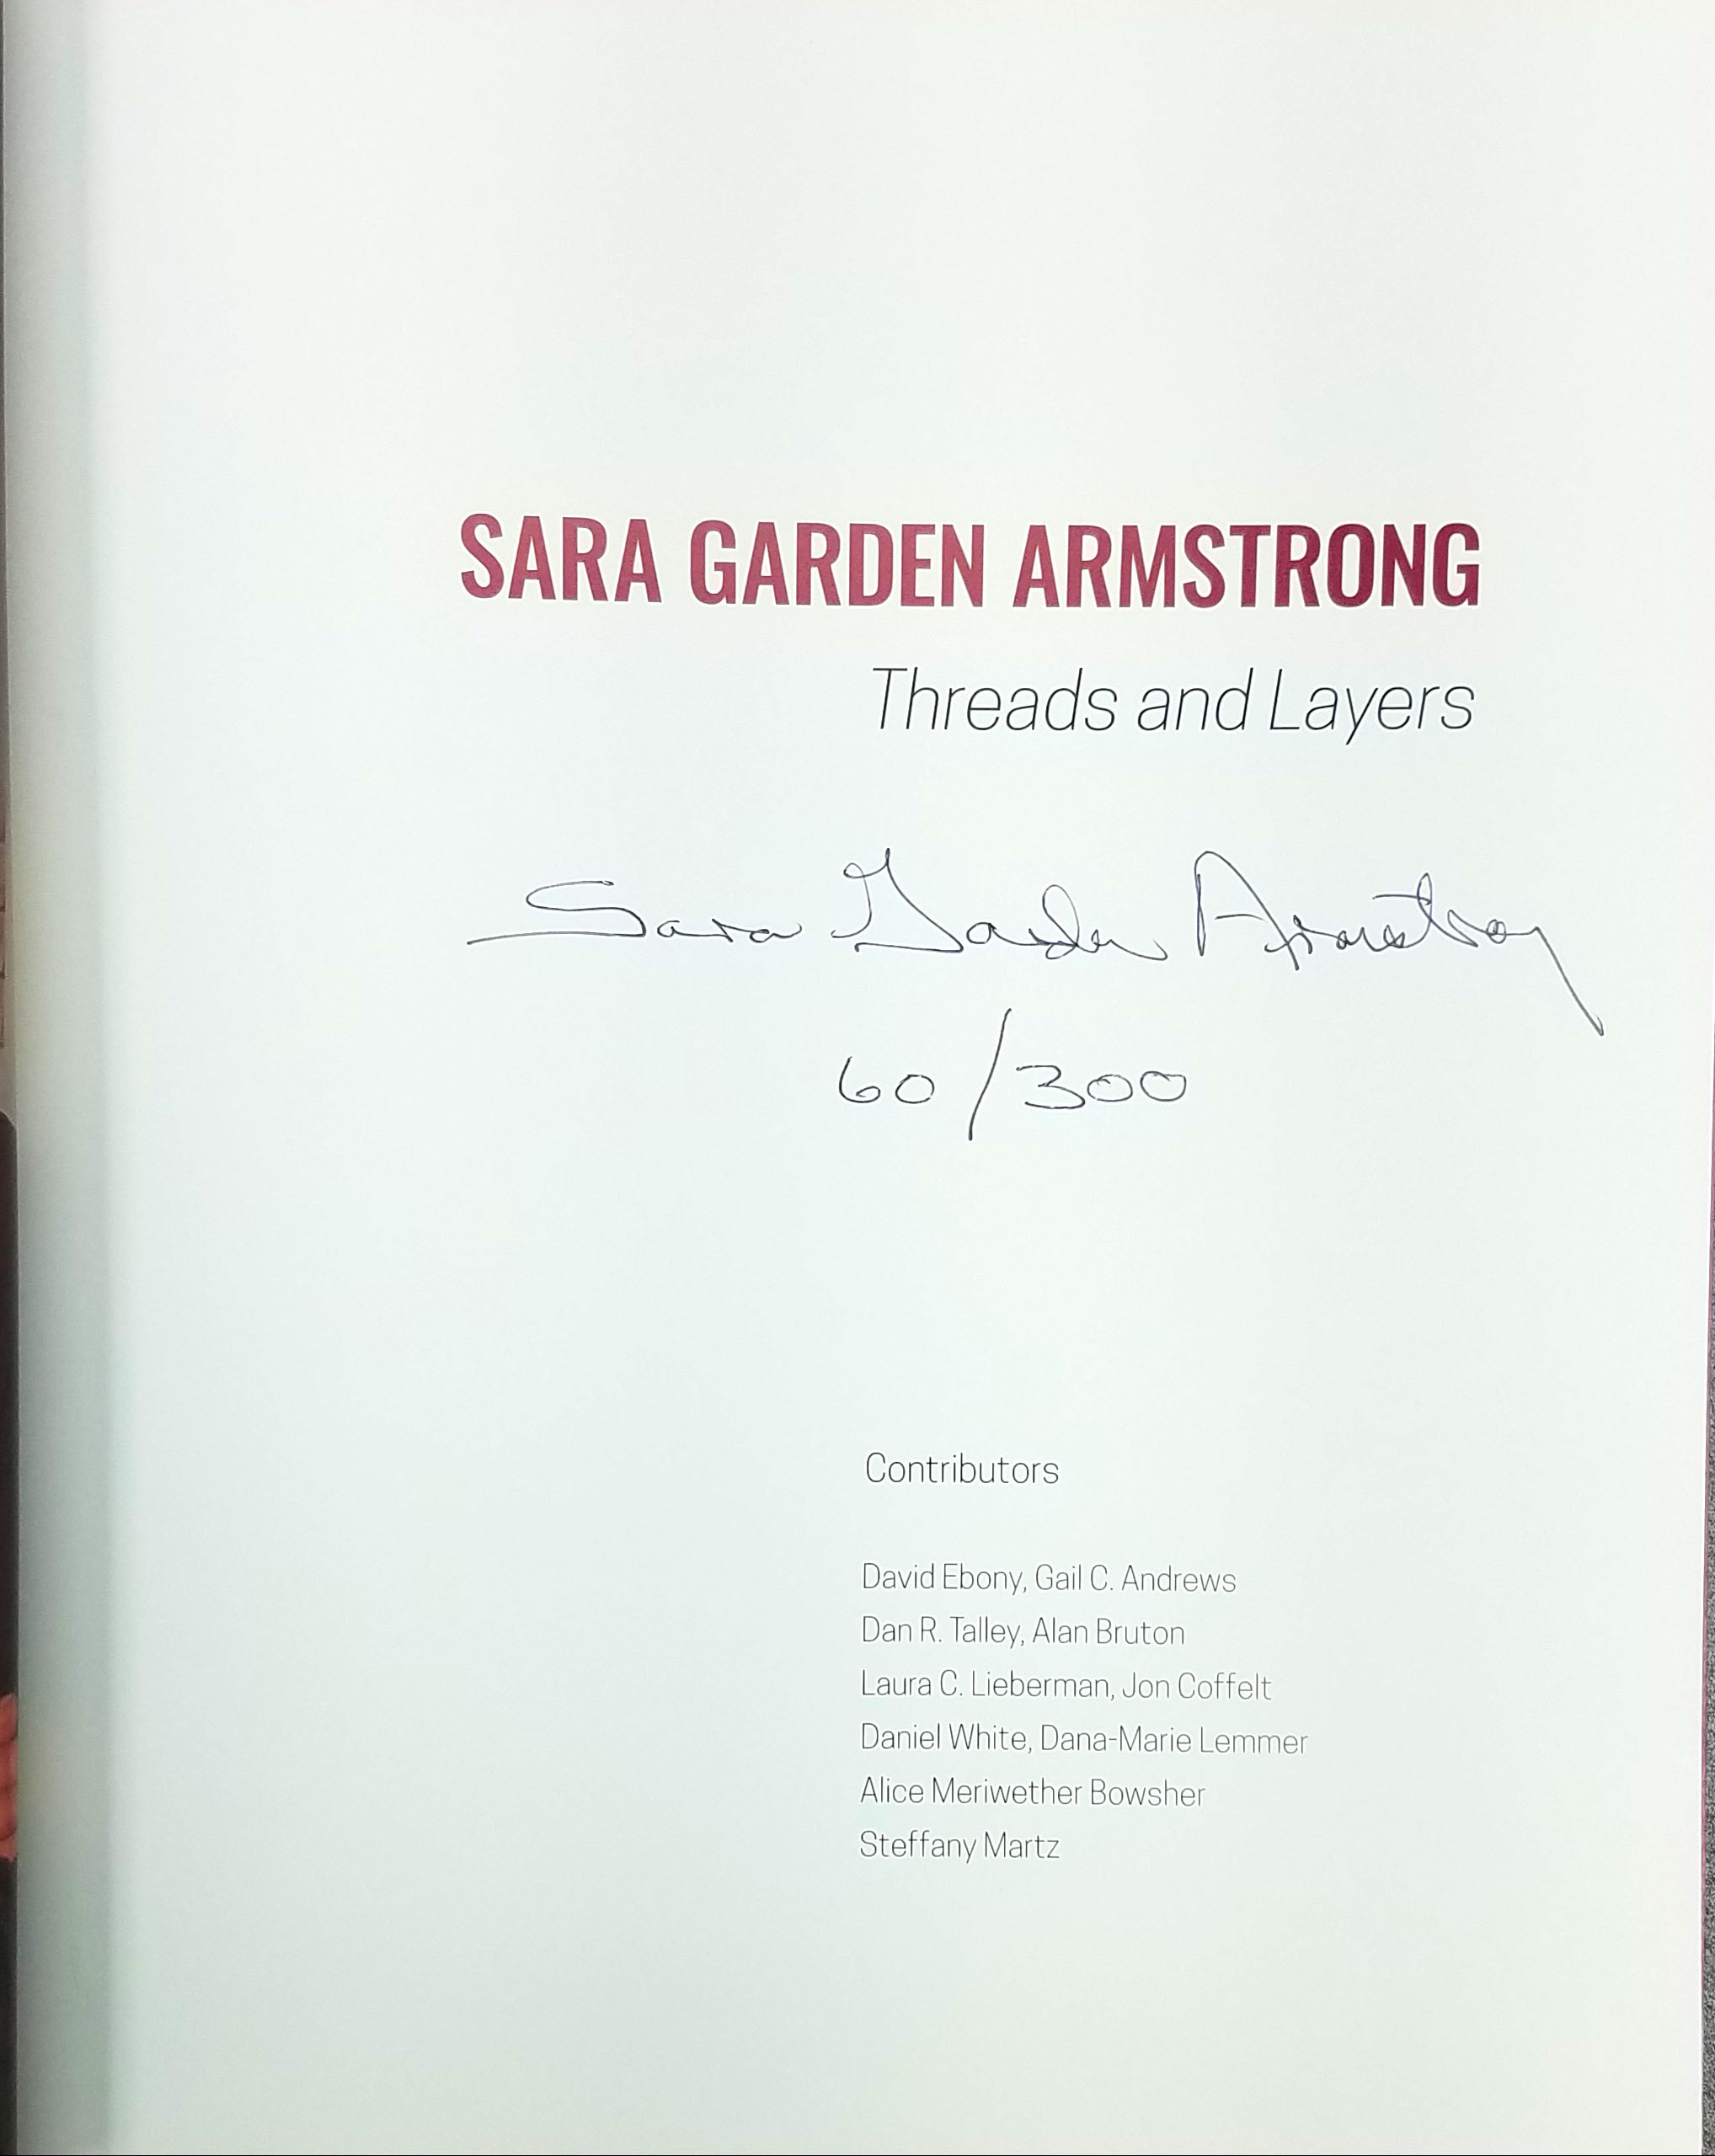 SARA GARDEN ARMSTRONG
Threads and Layers
Sara Garden Armstrong
60/300
Contributors
David Ebony, Gail C. Andrews
Dan R. Talley, Alan Bruton
Laura C. Lieberman, Jon Coffelt
Daniel White, Dana-Marie Lemmer
Alice Meriwether Bowsher
Steffany Martz